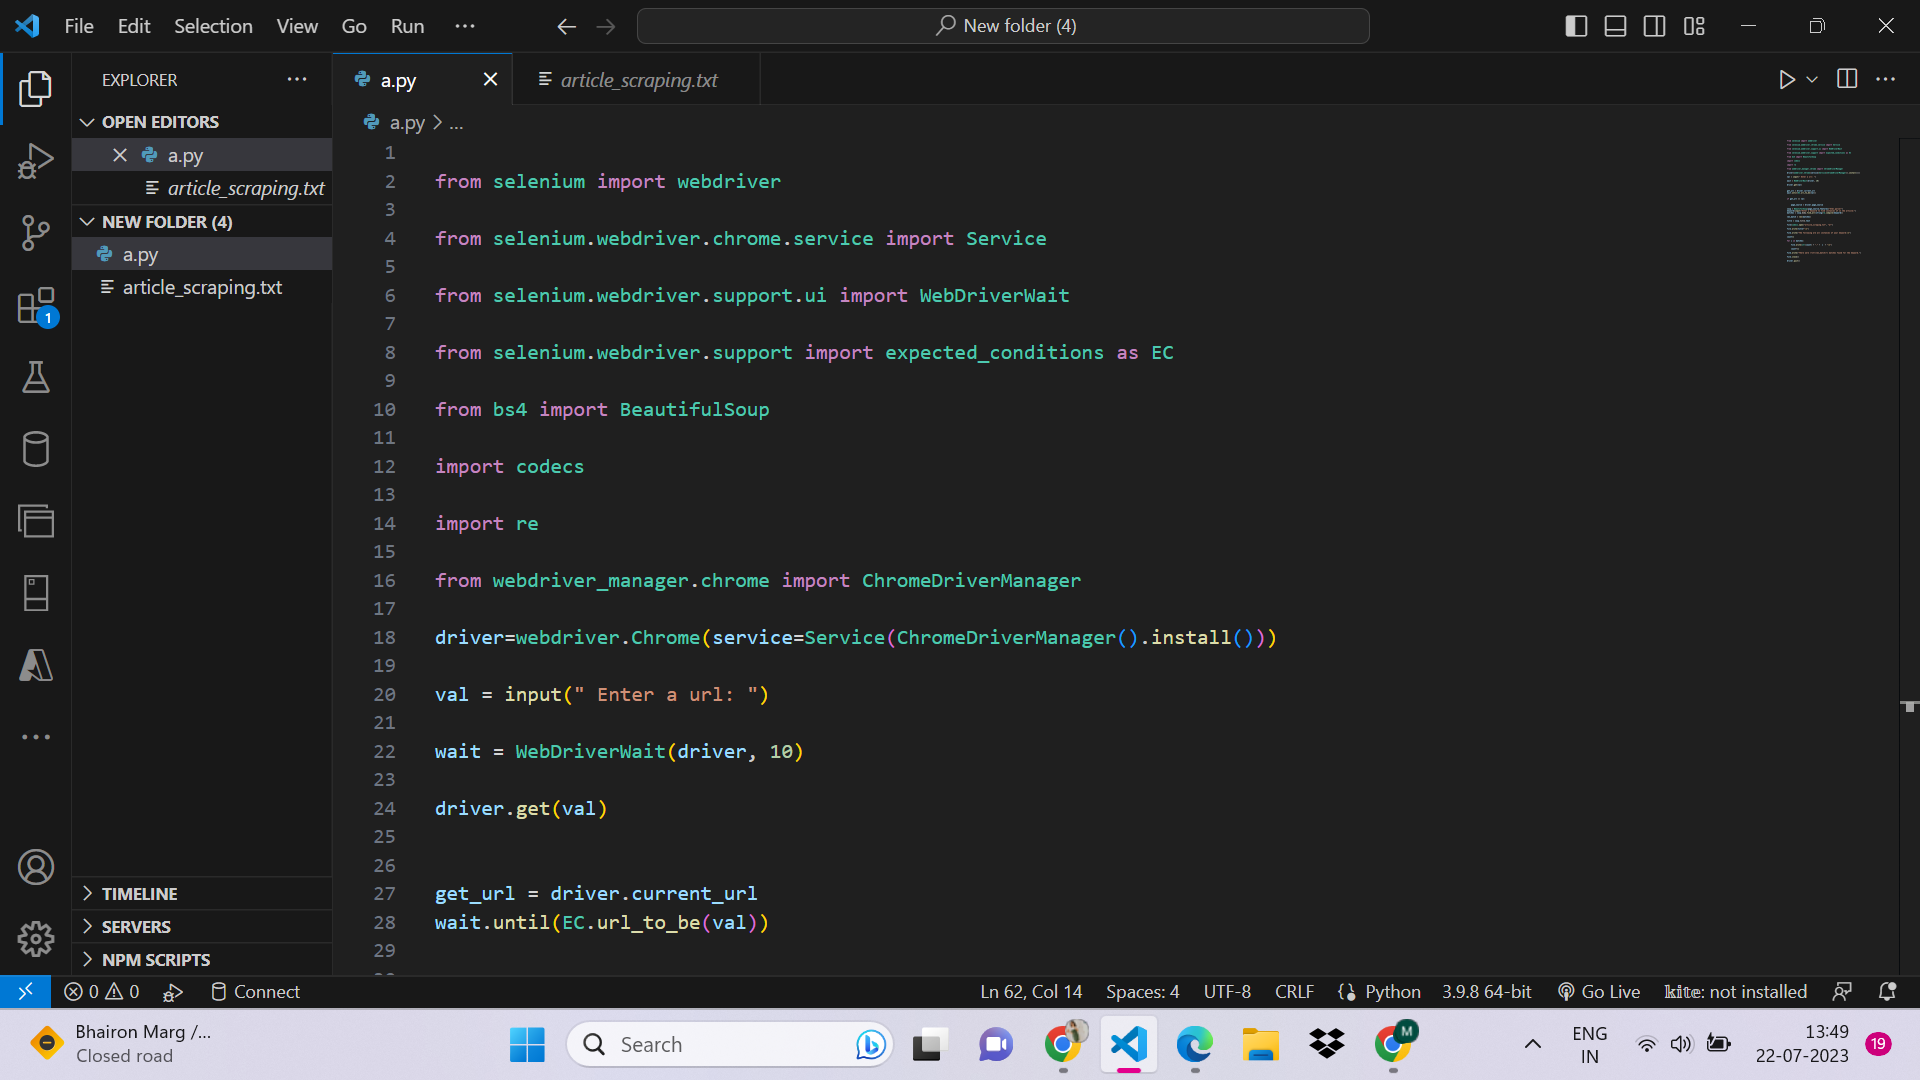 File Edit Selection View Go Run ···
New folder (4)
EXPLORER ···
a.py
article_scraping.txt
OPEN EDITORS
a.py
article_scraping.txt
NEW FOLDER (4)
a.py
article_scraping.txt
TIMELINE
SERVERS
NPM SCRIPTS
1
a.py > ...
1
2 from selenium import webdriver
3
4 from selenium.webdriver.chrome.service import Service
5
6 from selenium.webdriver.support.ui import WebDriverWait
7
8 from selenium.webdriver.support import expected_conditions as EC
9
10 from bs4 import BeautifulSoup
11
12 import codecs
13
14 import re
15
16 from webdriver_manager.chrome import ChromeDriverManager
17
18 driver=webdriver.Chrome(service=Service(ChromeDriverManager().install()))
19
20 val = input(" Enter a url: ")
21
22 wait = WebDriverWait(driver, 10)
23
24 driver.get(val)
25
26
27 get_url = driver.current_url
28 wait.until(EC.url_to_be(val))
29
0 0 Connect
Ln 62, Col 14 Spaces: 4 UTF-8 CRLF Python 3.9.8 64-bit Go Live kite: not installed
Bhairon Marg /...
Closed road
Search
M
ENG
IN
13:49
22-07-2023
19